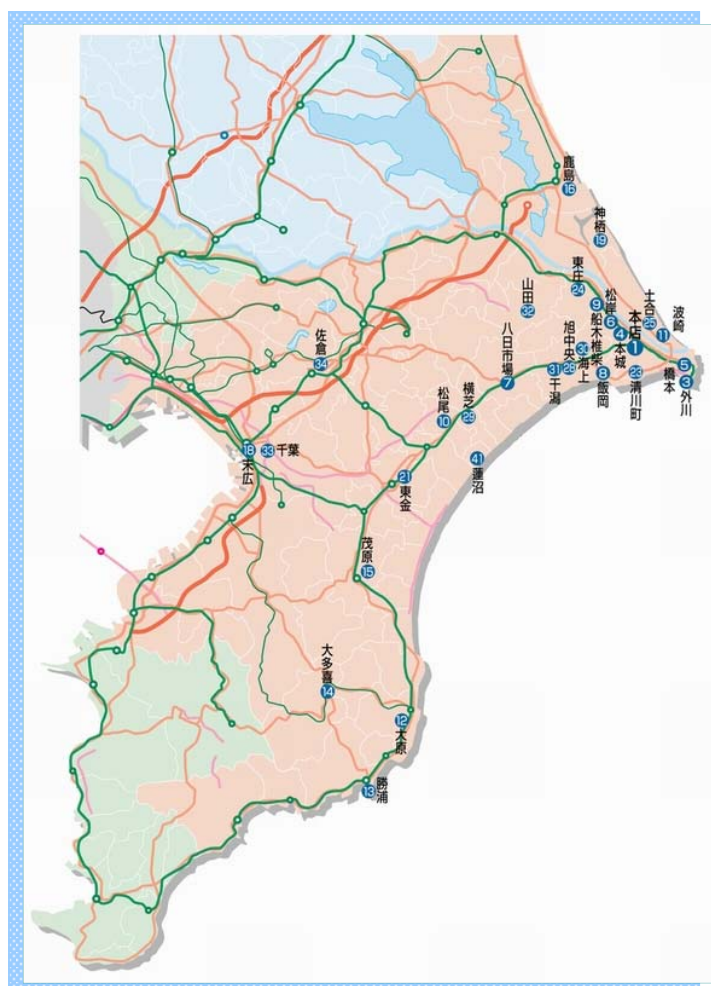 鹿島
16
神栖
19
東庄
24
山田
32
9
船木椎柴
松岸
6
4
本城
本店
1
土合
25
波崎
11
5
橋本
3
外川
23
清川町
8
飯岡
30
海上
旭中央
28
31
干潟
八日市場
7
横芝
29
松尾
10
佐倉
34
18
末広
33
千葉
21
東金
41
蓮沼
茂原
15
大多喜
14
12
大原
13
勝浦